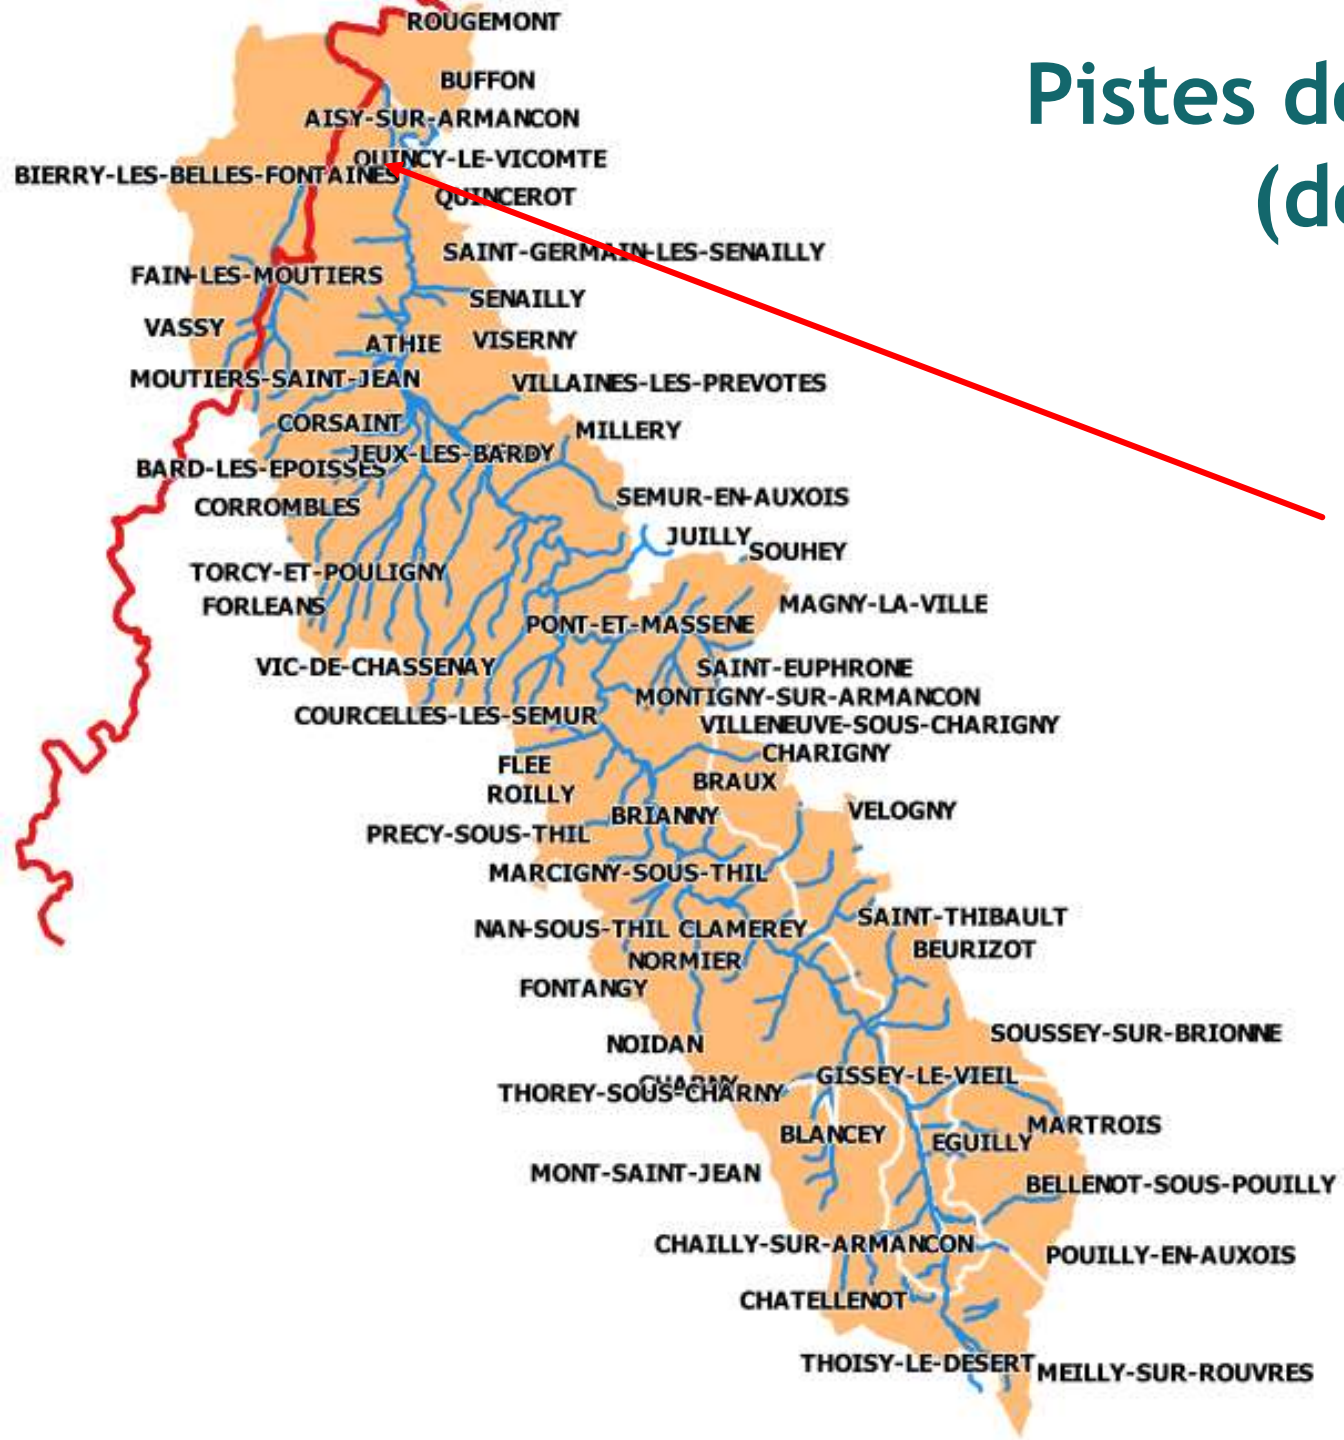 ROUGEMONT
Pistes de
(de
BUFFON
AISY-SUR-ARMANCON
QUINCY-LE-VICOMTE
BIERRY-LES-BELLES-FONTAINES
QUINCEROT
SAINT-GERMAIN-LES-SENAILLY
FAIN-LES-MOUTIERS
SENAILLY
VASSY
ATHIE
VISERNY
MOUTIERS-SAINT-JEAN
VILLAINES-LES-PREVOTES
CORSAINT
MILLERY
JEUX-LES-BARDY
BARD-LES-EPOISSES
SEMUR-EN-AUXOIS
CORROMBLES
JUILLY
SOUHEY
TORCY-ET-POULIGNY
FORLEANS
MAGNY-LA-VILLE
PONT-ET-MASSENE
VIC-DE-CHASSENAY
SAINT-EUPHRONE
MONTIGNY-SUR-ARMANCON
COURCELLES-LES-SEMUR
VILLENEUVE-SOUS-CHARIGNY
CHARIGNY
FLEE
BRAUX
ROILLY
VELOGNY
BRIANNY
PRECY-SOUS-THIL
MARCIGNY-SOUS-THIL
SAINT-THIBAULT
NAN-SOUS-THIL CLAMEREY
BEURIZOT
NORMIER
FONTANGY
SOUSSEY-SUR-BRIONNE
NOIDAN
GISSEY-LE-VIEIL
CHARNY
THOREY-SOUS-CHARNY
MARTROIS
BLANCEY
EGUILLY
MONT-SAINT-JEAN
BELLENOT-SOUS-POUILLY
CHAILLY-SUR-ARMANCON
POUILLY-EN-AUXOIS
CHATELLENOT
THOISY-LE-DESERT
MEILLY-SUR-ROUVRES